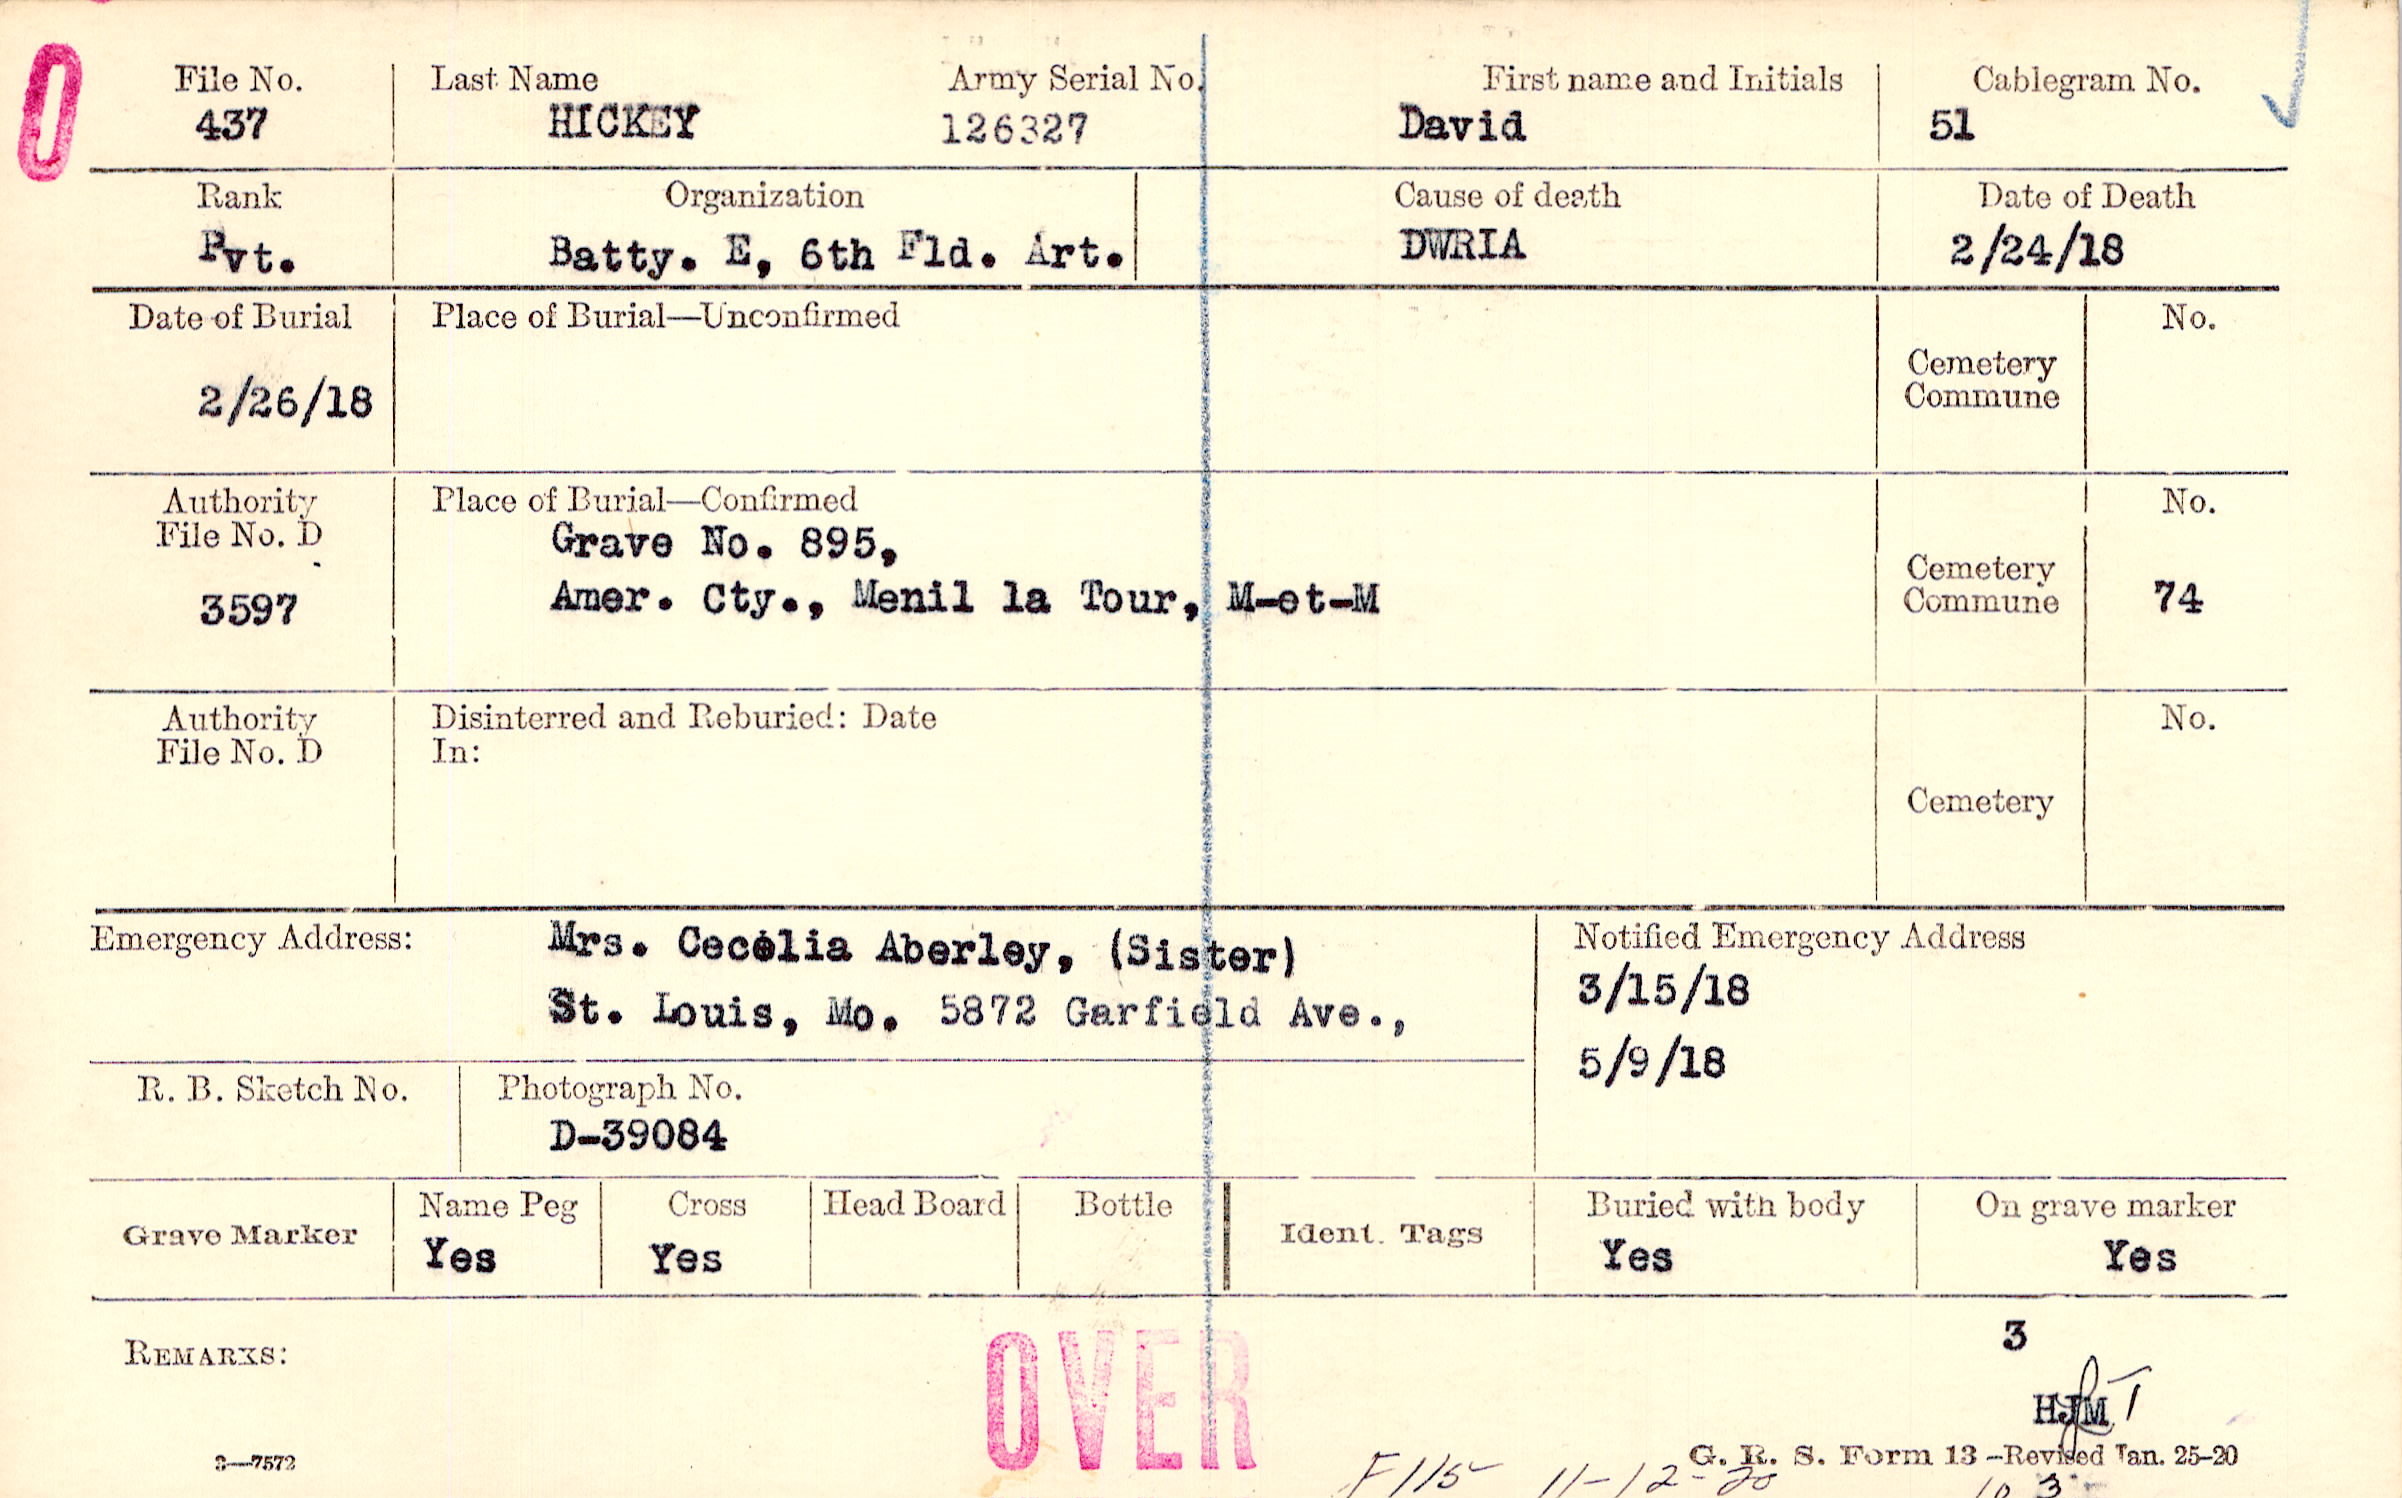 O
File No. Last Name Army Serial No. First name and Initials Cablegram No.
437 HICKEY 126327 David 51
Rank Organization Cause of death Date of Death
Pvt. Batty. E, 6th Fld. Art. DWRIA 2/24/18
Date of Burial Place of Burial—Unconfirmed No.
Cemetery
Commune
2/26/18
Authority Place of Burial—Confirmed No.
File No. D Grave No. 895,
3597 Amer. Cty., Menil la Tour, M-et-M Cemetery
Commune 74
Authority Disinterred and Reburied: Date No.
File No. D In:
Cemetery
Emergency Address: Mrs. Cecelia Aberley, (Sister) Notified Emergency Address
3/15/18
St. Louis, Mo. 5872 Garfield Ave.,
5/9/18
R. B. Sketch No. Photograph No.
D-39084
Grave Marker Name Peg Cross Head Board Bottle Ident. Tags Buried with body On grave marker
Yes Yes Yes Yes
3
REMARKS: OVER
HJM
3—7572 G. R. S. Form 13—Revised Jan. 25-20
F115 11-12-20